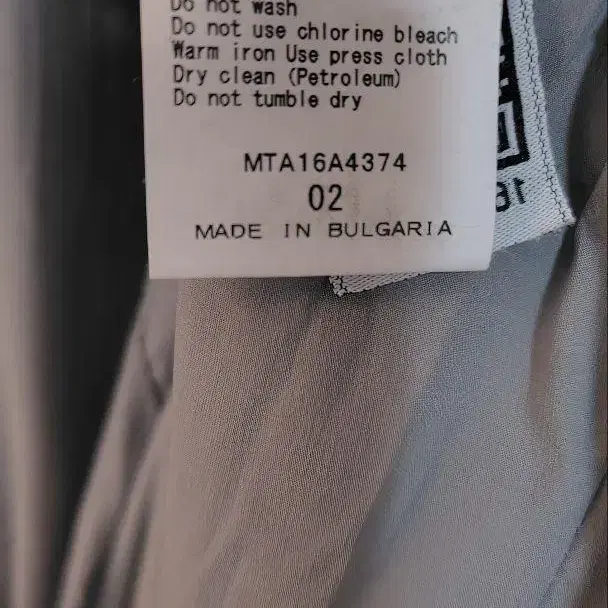 Do not wash
Do not use chlorine bleach
Warm iron Use press cloth
Dry clean (Petroleum)
Do not tumble dry
MTA16A4374
02
MADE IN BULGARIA